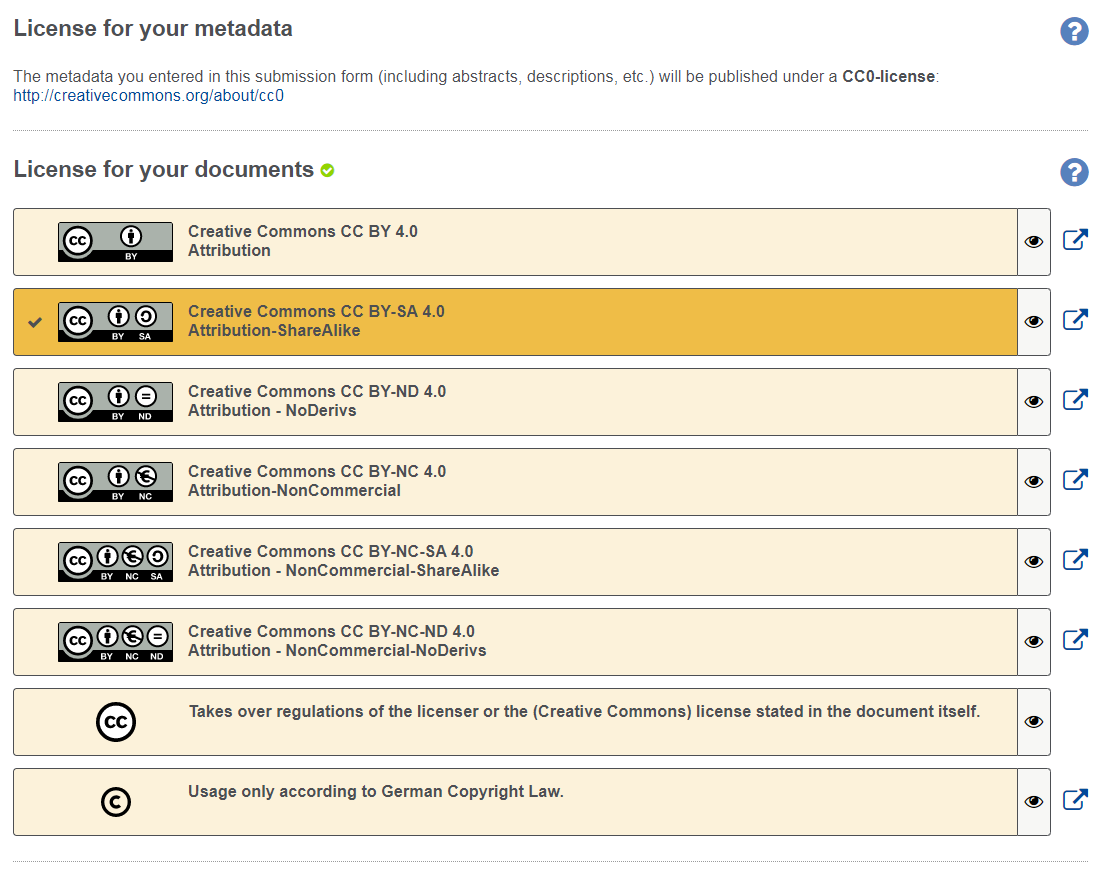 License for your metadata
The metadata you entered in this submission form (including abstracts, descriptions, etc.) will be published under a CC0-license:
http://creativecommons.org/about/cc0
License for your documents
cc BY
Creative Commons CC BY 4.0
Attribution
cc BY SA
Creative Commons CC BY-SA 4.0
Attribution-ShareAlike
cc BY ND
Creative Commons CC BY-ND 4.0
Attribution - NoDerivs
cc BY NC
Creative Commons CC BY-NC 4.0
Attribution-NonCommercial
cc BY NC SA
Creative Commons CC BY-NC-SA 4.0
Attribution - NonCommercial-ShareAlike
cc BY NC ND
Creative Commons CC BY-NC-ND 4.0
Attribution - NonCommercial-NoDerivs
cc
Takes over regulations of the licenser or the (Creative Commons) license stated in the document itself.
C
Usage only according to German Copyright Law.